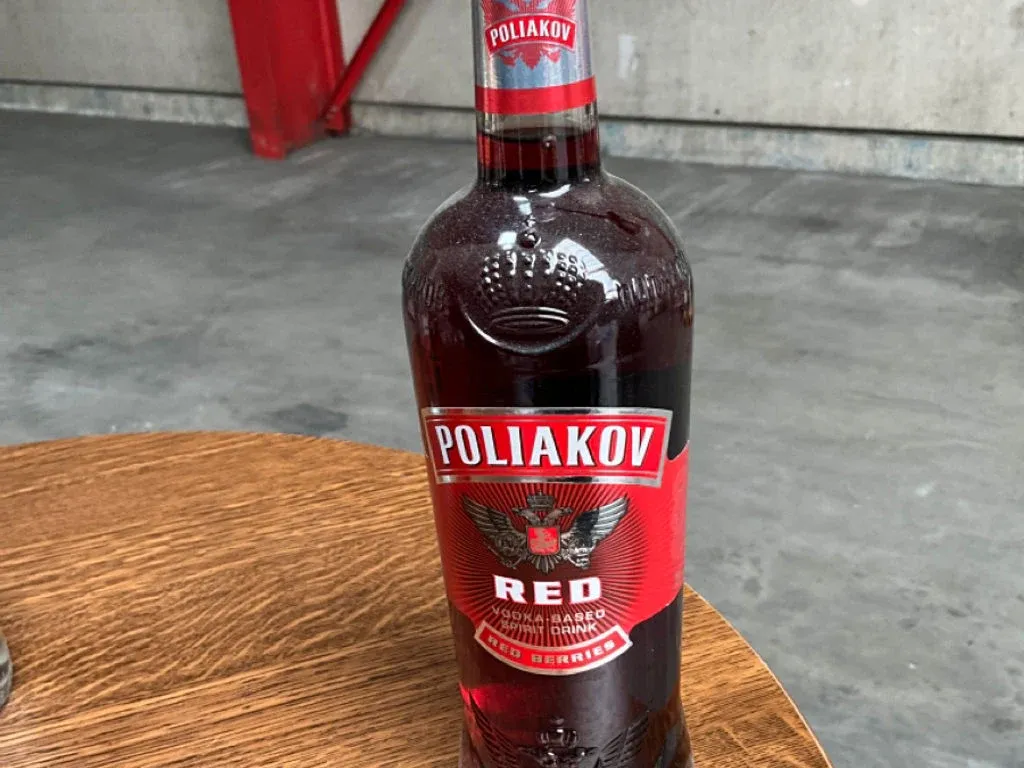 POLIAKOV
POLIAKOV
RED
VODKA-BASED
SPIRIT DRINK
RED BERRIES